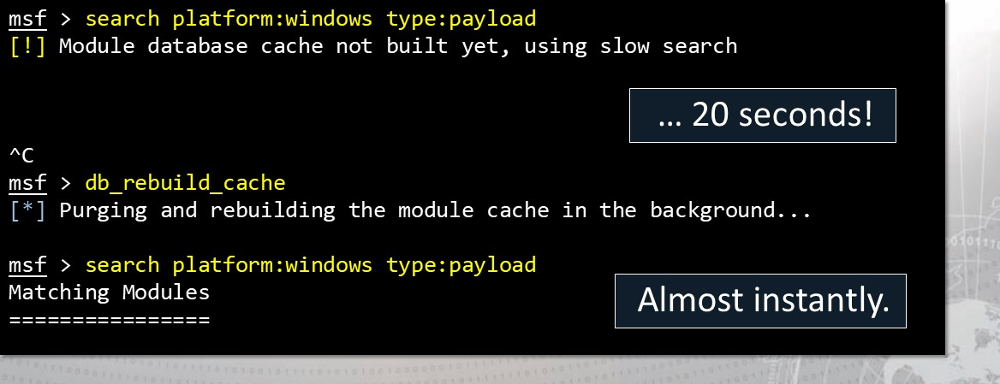 msf > search platform:windows type:payload
[!] Module database cache not built yet, using slow search
... 20 seconds!
^C
msf > db_rebuild_cache
[*] Purging and rebuilding the module cache in the background...
msf > search platform:windows type:payload
Matching Modules
================
Almost instantly.